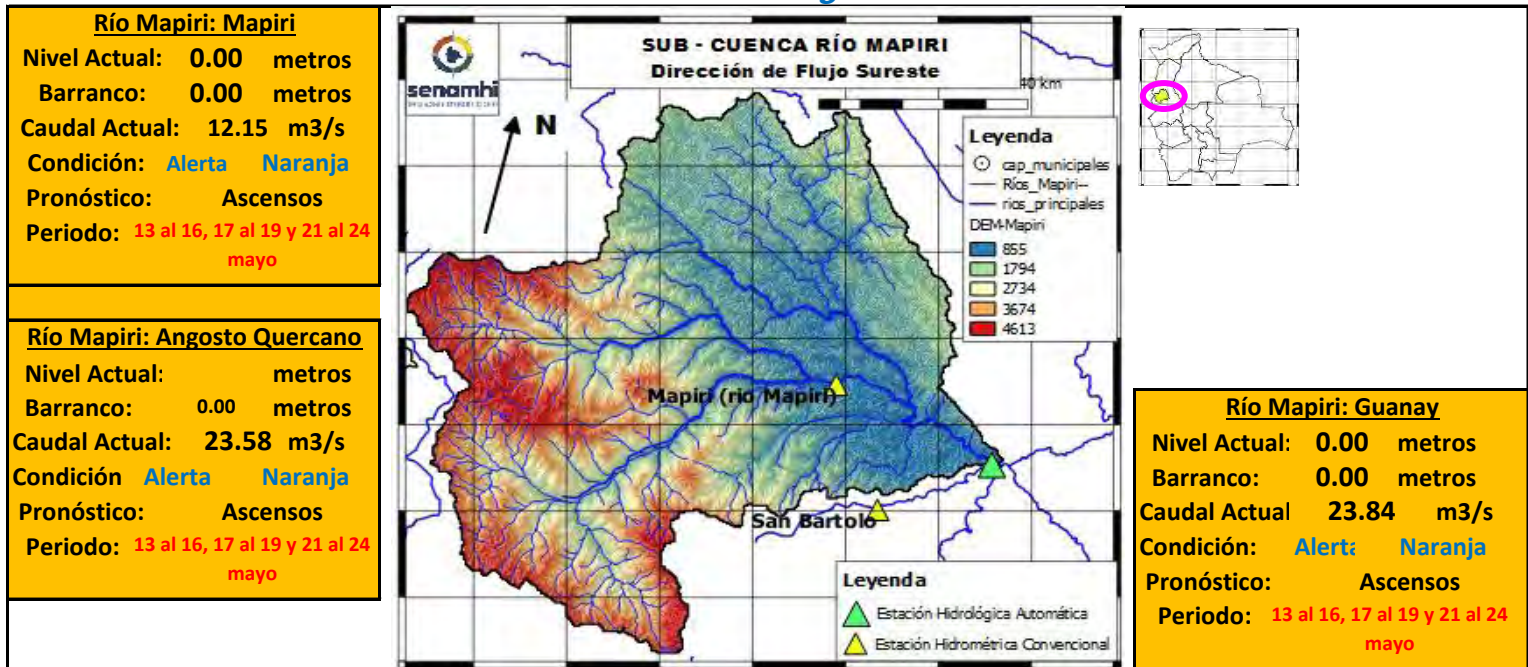 Río Mapiri: Mapiri
Nivel Actual: 0.00 metros
Barranco: 0.00 metros
Caudal Actual: 12.15 m3/s
Condición: Alerta Naranja
Pronóstico: Ascensos
Periodo: 13 al 16, 17 al 19 y 21 al 24
mayo
Río Mapiri: Angosto Quercano
Nivel Actual: metros
Barranco: 0.00 metros
Caudal Actual: 23.58 m3/s
Condición Alerta Naranja
Pronóstico: Ascensos
Periodo: 13 al 16, 17 al 19 y 21 al 24
mayo
senamhi
SUB - CUENCA RÍO MAPIRI
Dirección de Flujo Sureste
40 km
N
Leyenda
cap_municipales
Ríos_Mapiri--
rios_principales
DEM-Mapiri
855
1794
2734
3674
4613
Mapiri (rio Mapiri)
San Bartolo
Leyenda
Estación Hidrológica Automática
Estación Hidrométrica Convencional
Río Mapiri: Guanay
Nivel Actual: 0.00 metros
Barranco: 0.00 metros
Caudal Actual 23.84 m3/s
Condición: Alerta Naranja
Pronóstico: Ascensos
Periodo: 13 al 16, 17 al 19 y 21 al 24
mayo